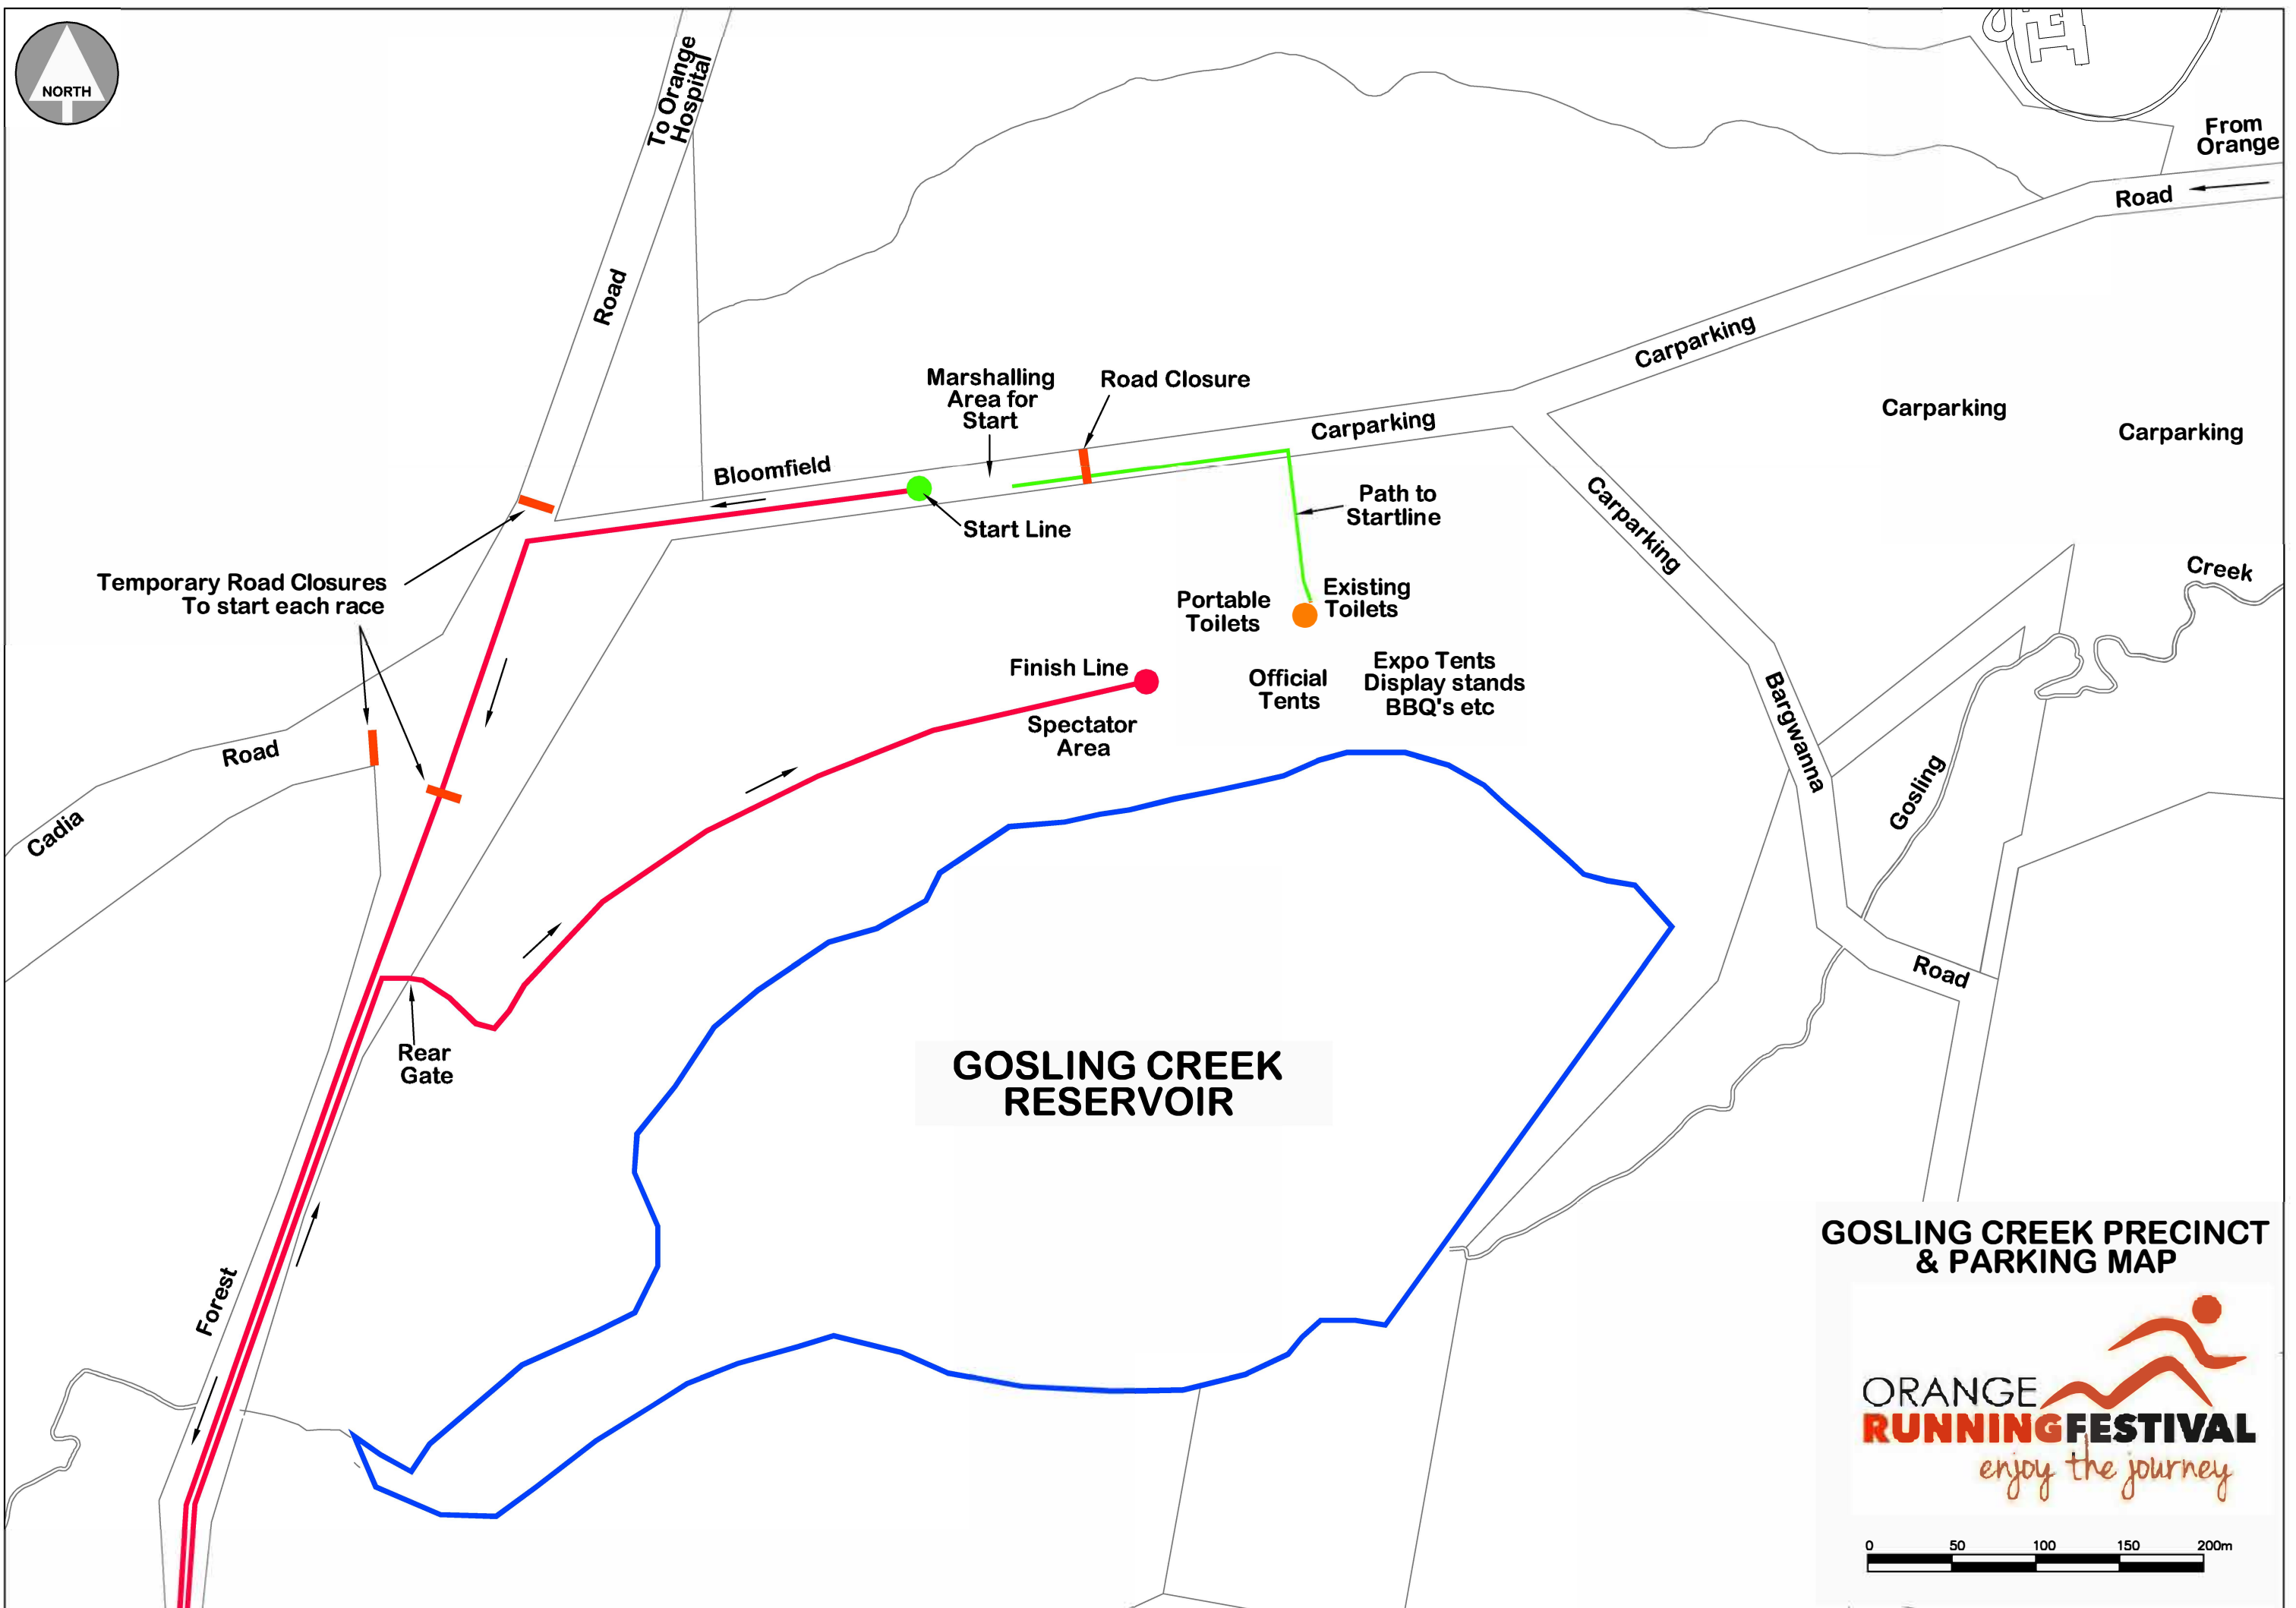 NORTH
To Orange
Hospital
From
Orange
Road
Road
Carparking
Marshalling
Area for
Start
Road Closure
Carparking
Carparking
Carparking
Bloomfield
Start Line
Path to
Startline
Carparking
Temporary Road Closures
To start each race
Portable
Toilets
Existing
Toilets
Creek
Finish Line
Official
Tents
Expo Tents
Display stands
BBQ's etc
Spectator
Area
Bargwanna
Road
Cadia
Gosling
Road
Rear
Gate
GOSLING CREEK
RESERVOIR
Forest
GOSLING CREEK PRECINCT
& PARKING MAP
ORANGE
RUNNINGFESTIVAL
enjoy the journey
0 50 100 150 200m